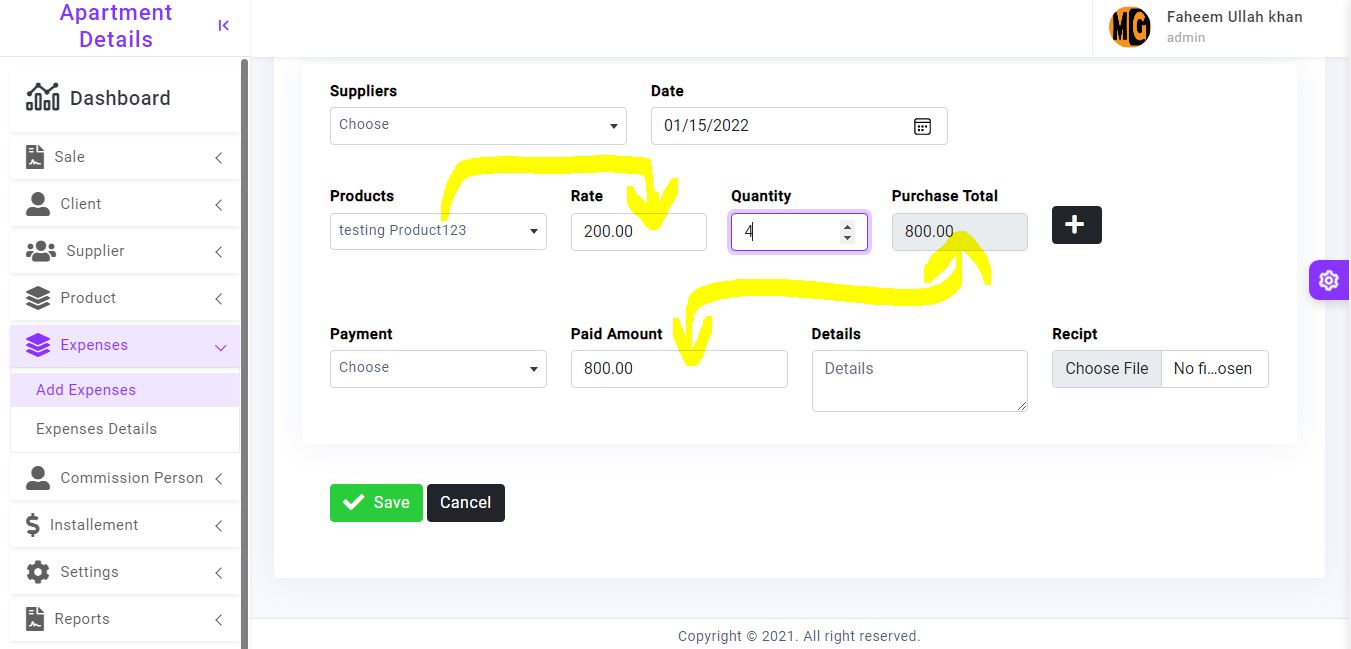 Apartment
Details
MG
Faheem Ullah khan
admin
Dashboard
Sale
Client
Supplier
Product
Expenses
Add Expenses
Expenses Details
Commission Person
Installement
Settings
Reports
Suppliers Date
Choose 01/15/2022
Products Rate Quantity Purchase Total
testing Product123 200.00 4 800.00 +
Payment Paid Amount Details Recipt
Choose 800.00 Details Choose File No fi...osen
Save Cancel
Copyright © 2021. All right reserved.